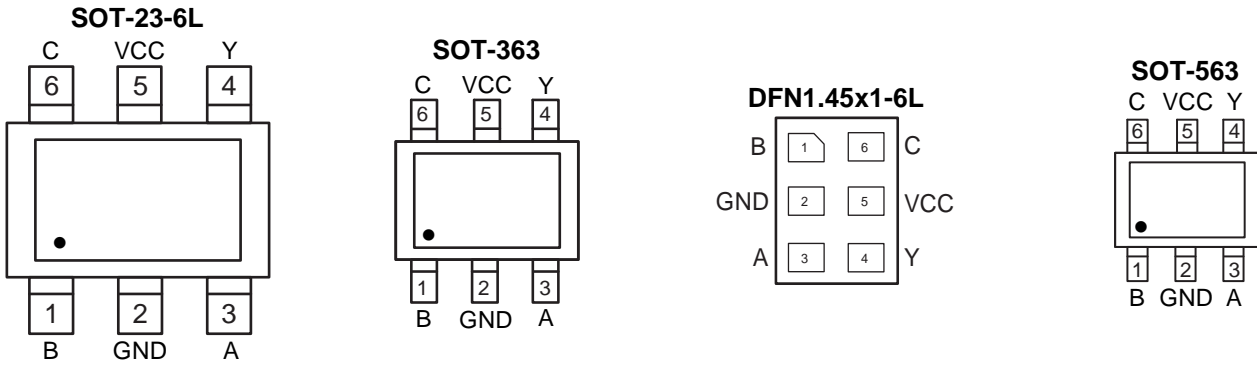 SOT-23-6L
C VCC Y
6 5 4
1 2 3
B GND A
SOT-363
C VCC Y
6 5 4
1 2 3
B GND A
DFN1.45x1-6L
B 1 6 C
GND 2 5 VCC
A 3 4 Y
SOT-563
C VCC Y
6 5 4
1 2 3
B GND A